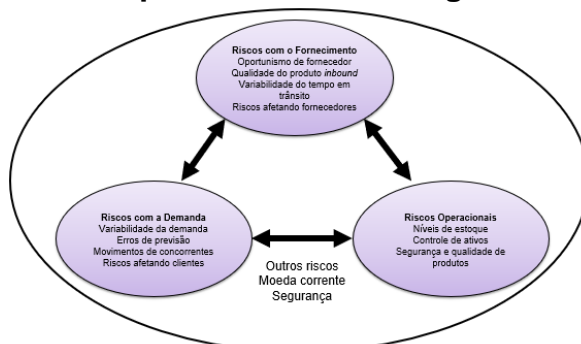 Riscos com o Fornecimento
Oportunismo de fornecedor
Qualidade do produto inbound
Variabilidade do tempo em
trânsito
Riscos afetando fornecedores
Riscos com a Demanda
Variabilidade da demanda
Erros de previsão
Movimentos de concorrentes
Riscos afetando clientes
Riscos Operacionais
Níveis de estoque
Controle de ativos
Segurança e qualidade de
produtos
Outros riscos
Moeda corrente
Segurança